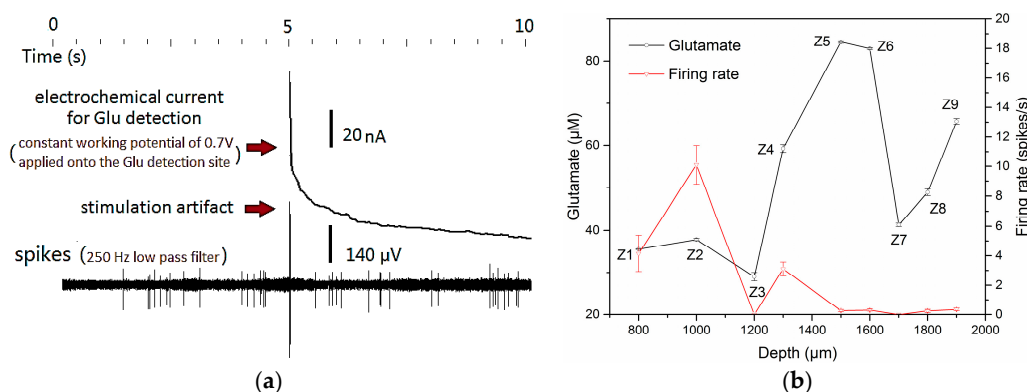 0 5 10
Time (s)
electrochemical current
for Glu detection
(constant working potential of 0.7V
applied onto the Glu detection site)
20 nA
stimulation artifact
spikes (250 Hz low pass filter)
140 µV
(a)
Glutamate
Firing rate
Z1
Z2
Z3
Z4
Z5
Z6
Z7
Z8
Z9
Glutamate (µM)
20
40
60
80
Firing rate (spikes/s)
0
2
4
6
8
10
12
14
16
18
20
800 1000 1200 1400 1600 1800 2000
Depth (µm)
(b)